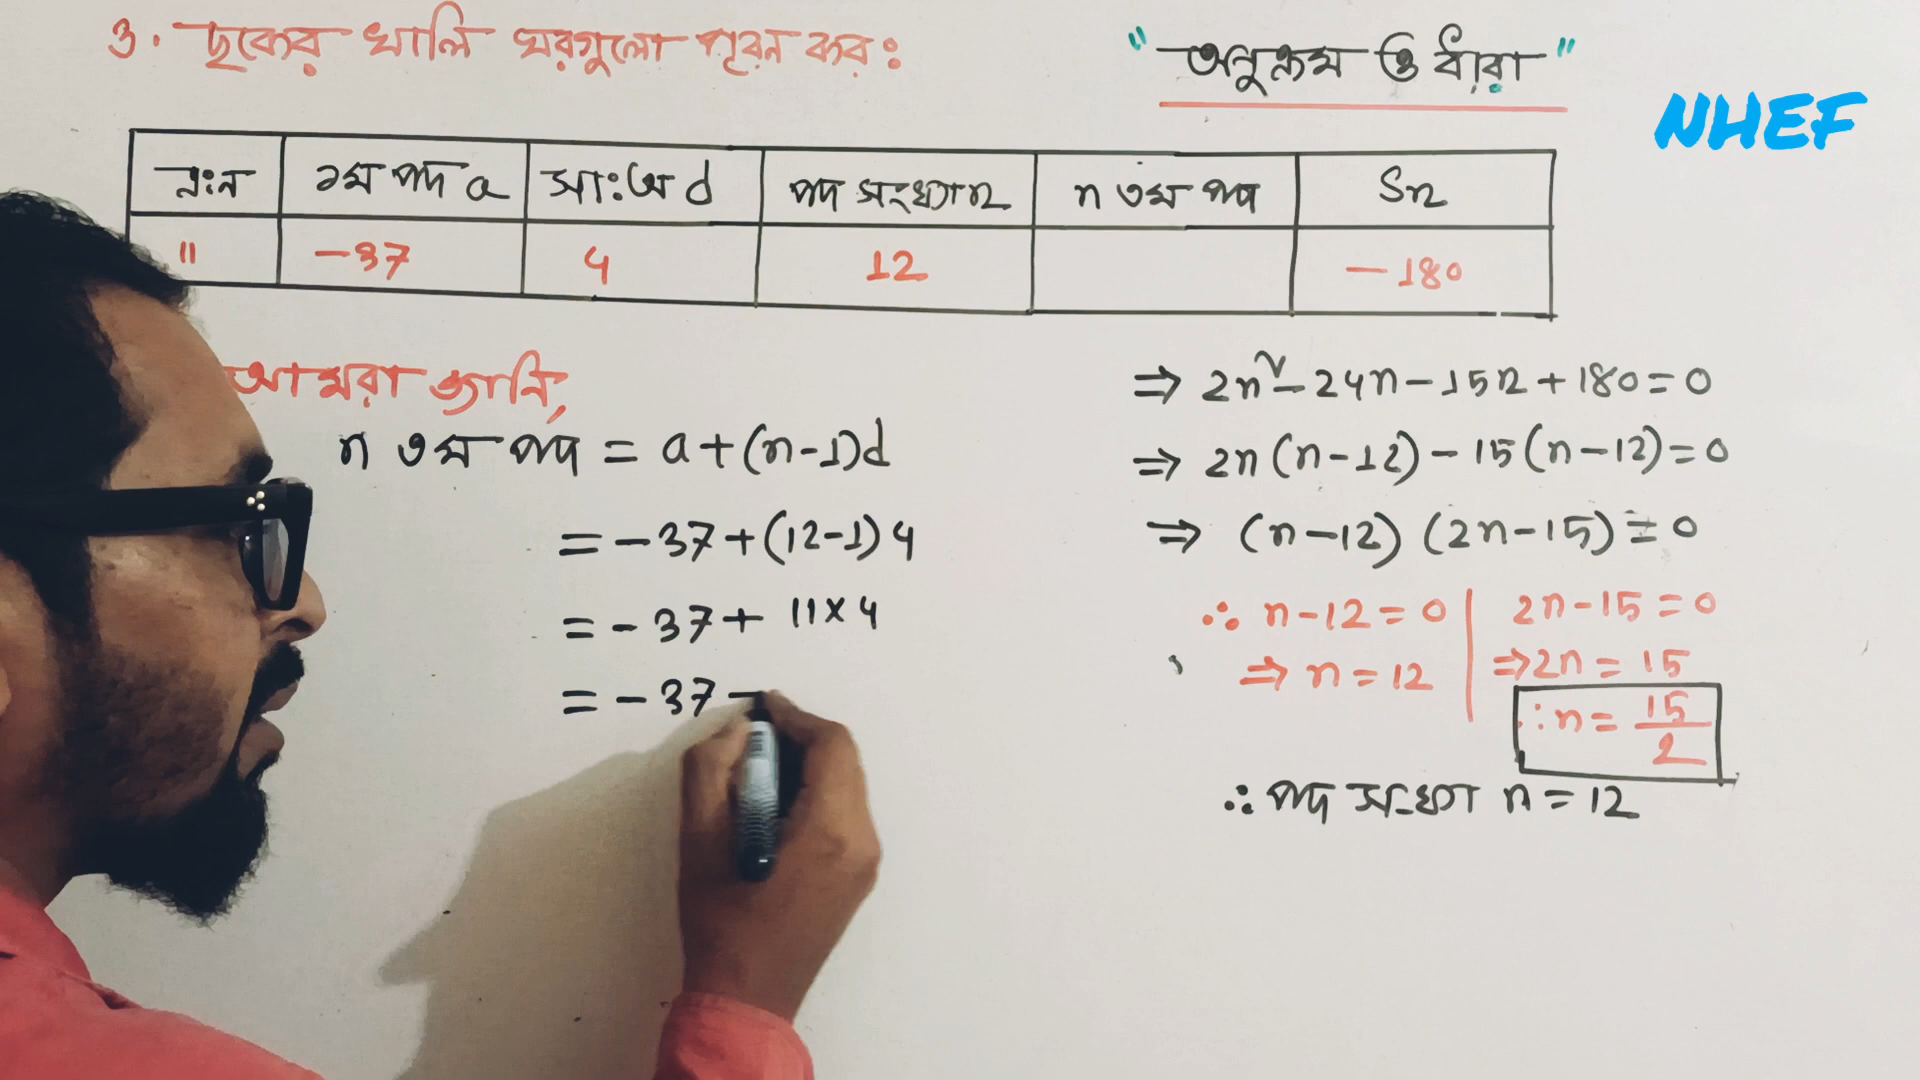 ৩. ছকের খালি ঘরগুলো পূরন কর:
"অনুক্রম ও ধারা"
NHEF
নং:ন ১ম পদ a সা:অ d পদ সংখ্যা n n তম পদ Sn
11 -37 4 12 -180
আমরা জানি,
n তম পদ = a+(n-1)d
= -37+(12-1)4
= -37+ 11×4
= -37
⇒ 2n²-24n-15n+180=0
⇒ 2n(n-12)-15(n-12)=0
⇒ (n-12) (2n-15)=0
∴ n-12=0 | 2n-15=0
⇒ n=12 | ⇒2n=15
∴n= 15/2
∴ পদ সংখ্যা n=12